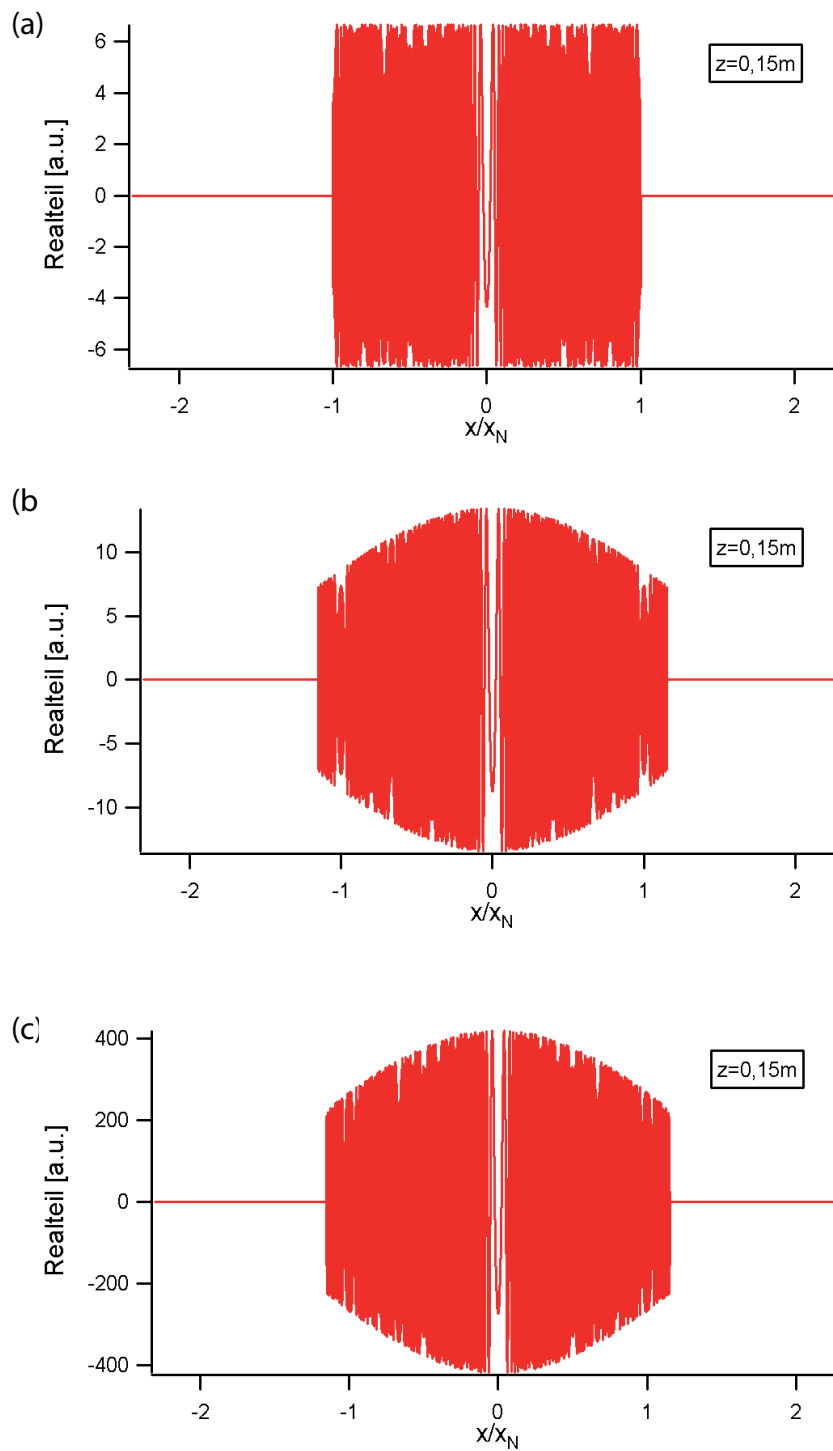 (a)
6
4
2
0
-2
-4
-6
Realteil [a.u.]
z=0,15m
-2 -1 0 1 2
x/x_N
(b
10
5
0
-5
-10
Realteil [a.u.]
z=0,15m
-2 -1 0 1 2
x/x_N
(c)
400
200
0
-200
-400
Realteil [a.u.]
z=0,15m
-2 -1 0 1 2
x/x_N